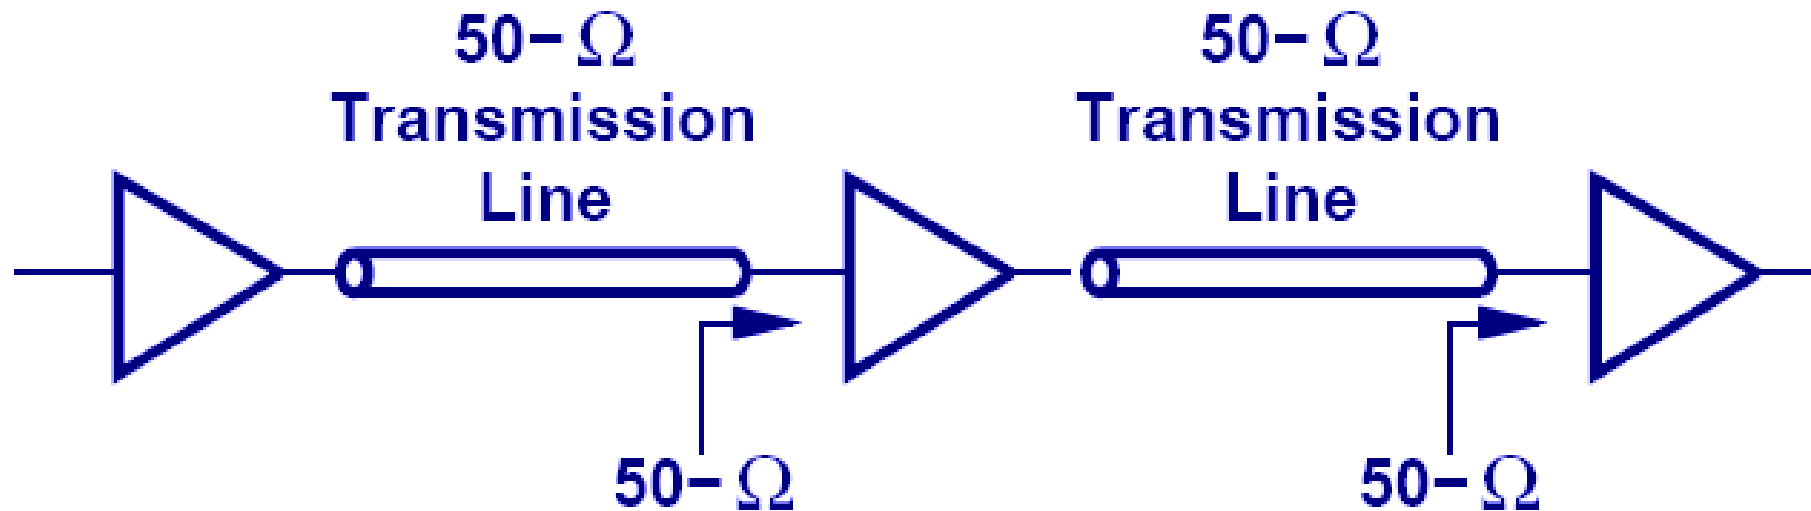 50-Ω
Transmission
Line
50-Ω
Transmission
Line
50-Ω
50-Ω